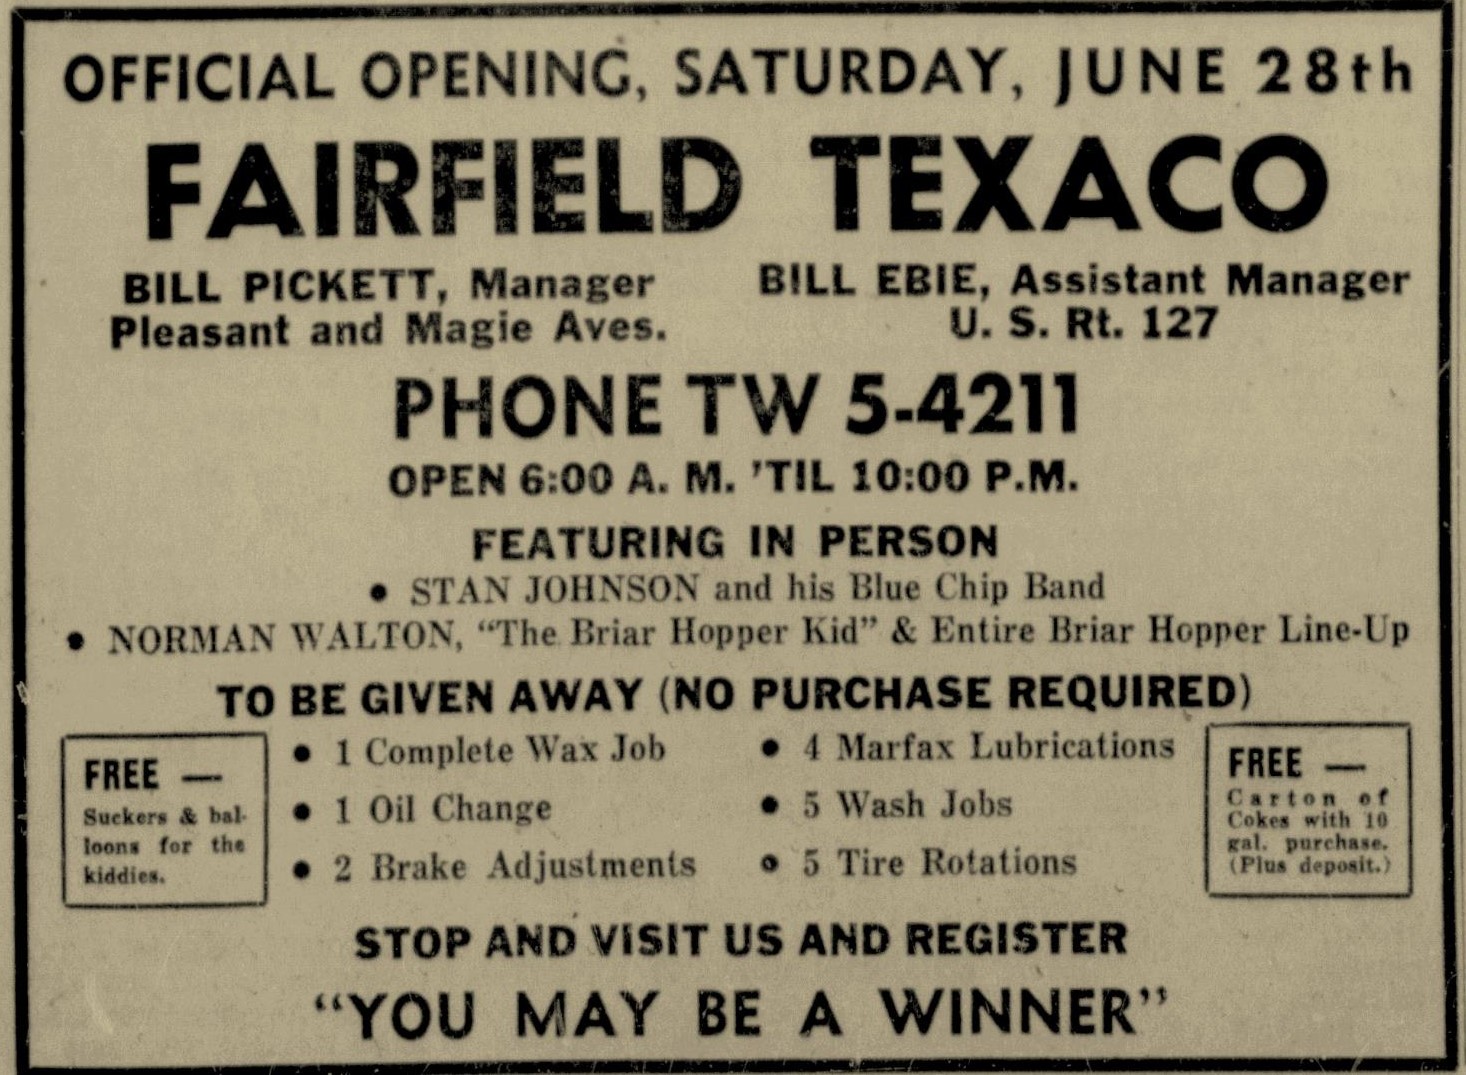 OFFICIAL OPENING, SATURDAY, JUNE 28th
FAIRFIELD TEXACO
BILL PICKETT, Manager
Pleasant and Magie Aves.
BILL EBIE, Assistant Manager
U. S. Rt. 127
PHONE TW 5-4211
OPEN 6:00 A. M. 'TIL 10:00 P.M.
FEATURING IN PERSON
• STAN JOHNSON and his Blue Chip Band
• NORMAN WALTON, "The Briar Hopper Kid" & Entire Briar Hopper Line-Up
TO BE GIVEN AWAY (NO PURCHASE REQUIRED)
FREE —
Suckers & bal-
loons for the
kiddies.
• 1 Complete Wax Job
• 1 Oil Change
• 2 Brake Adjustments
• 4 Marfax Lubrications
• 5 Wash Jobs
• 5 Tire Rotations
FREE —
Carton of
Cokes with 10
gal. purchase.
(Plus deposit.)
STOP AND VISIT US AND REGISTER
"YOU MAY BE A WINNER"